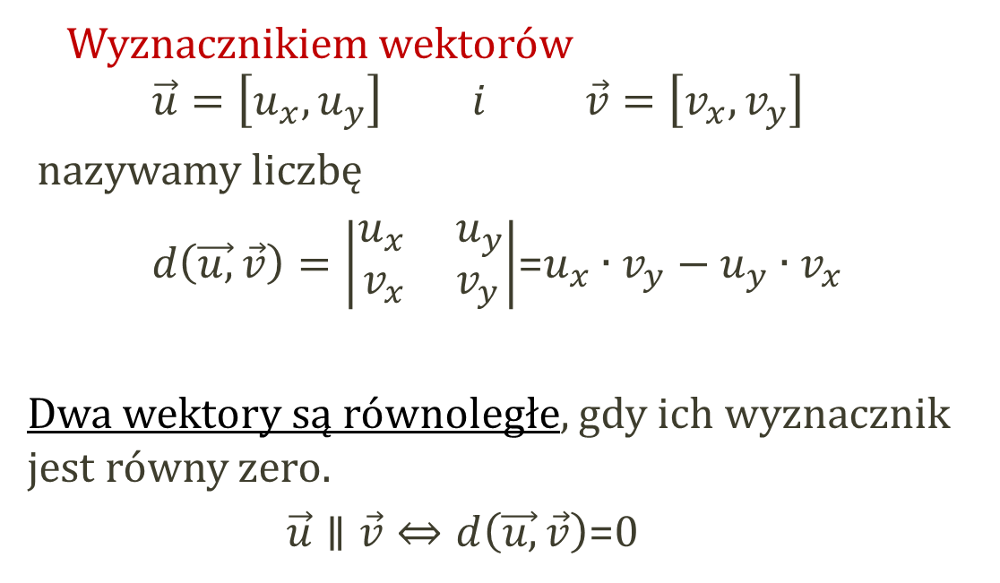 Wyznacznikiem wektorów
$\vec{u} = [u_x, u_y]$ i $\vec{v} = [v_x, v_y]$
nazywamy liczbę
$d(\overrightarrow{u,} \vec{v}) = \begin{vmatrix} u_x & u_y \\ v_x & v_y \end{vmatrix} = u_x \cdot v_y - u_y \cdot v_x$
Dwa wektory są równoległe, gdy ich wyznacznik
jest równy zero.
$\vec{u} \parallel \vec{v} \Leftrightarrow d(\overrightarrow{u,} \vec{v})=0$